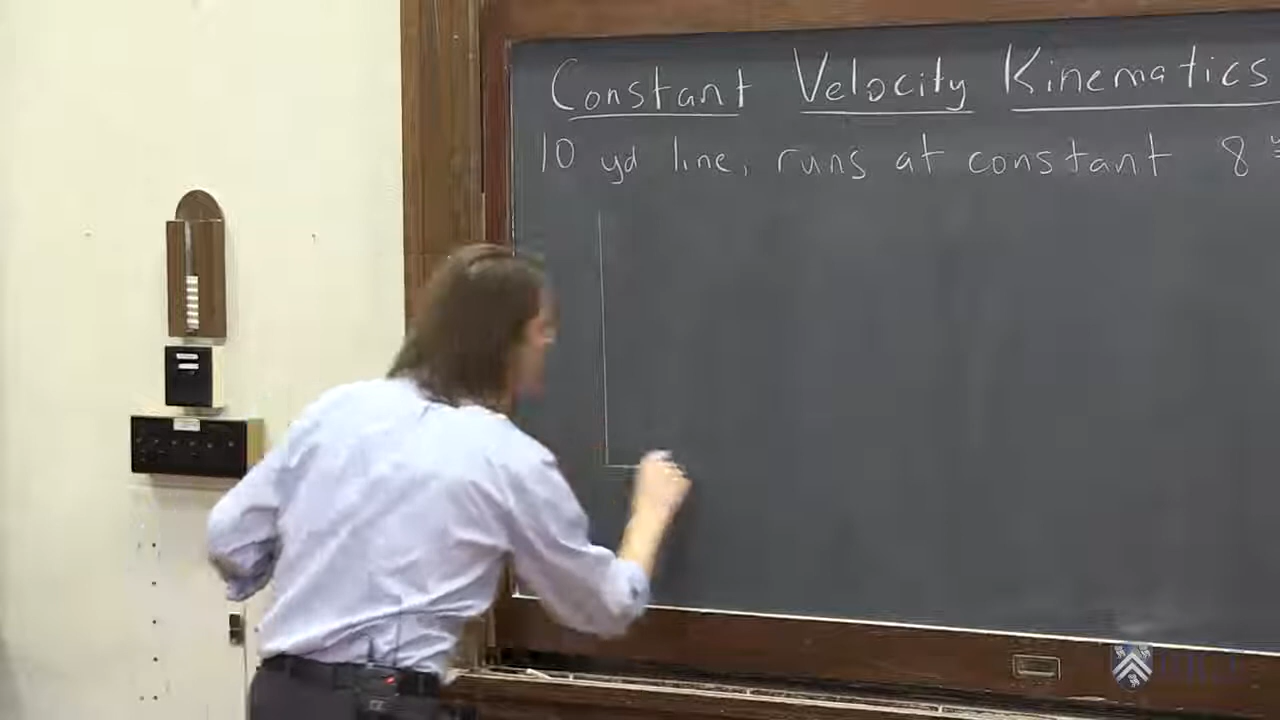 Constant Velocity Kinematics
10 yd line, runs at constant 8